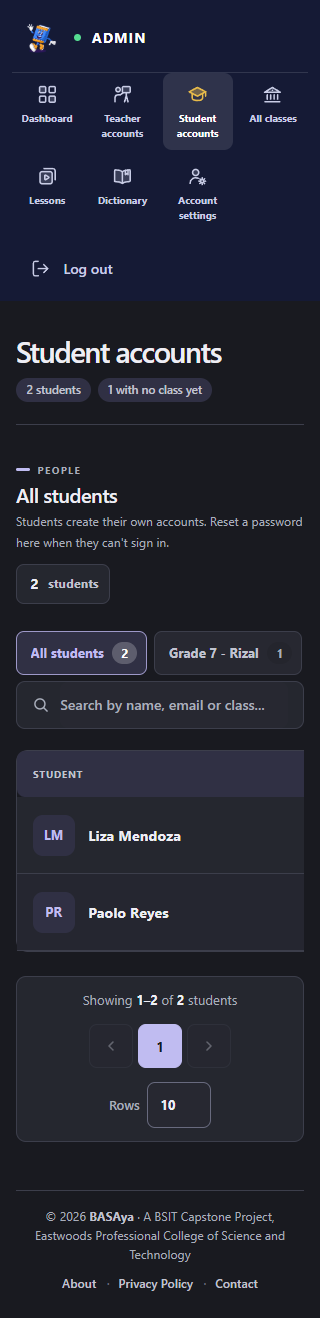 ADMIN
Dashboard
Teacher accounts
Student accounts
All classes
Lessons
Dictionary
Account settings
Log out
Student accounts
2 students
1 with no class yet
PEOPLE
All students
Students create their own accounts. Reset a password
here when they can't sign in.
2 students
All students 2
Grade 7 - Rizal 1
Search by name, email or class...
STUDENT
LM Liza Mendoza
PR Paolo Reyes
Showing 1–2 of 2 students
1
Rows 10
© 2026 BASAya · A BSIT Capstone Project,
Eastwoods Professional College of Science and
Technology
About · Privacy Policy · Contact